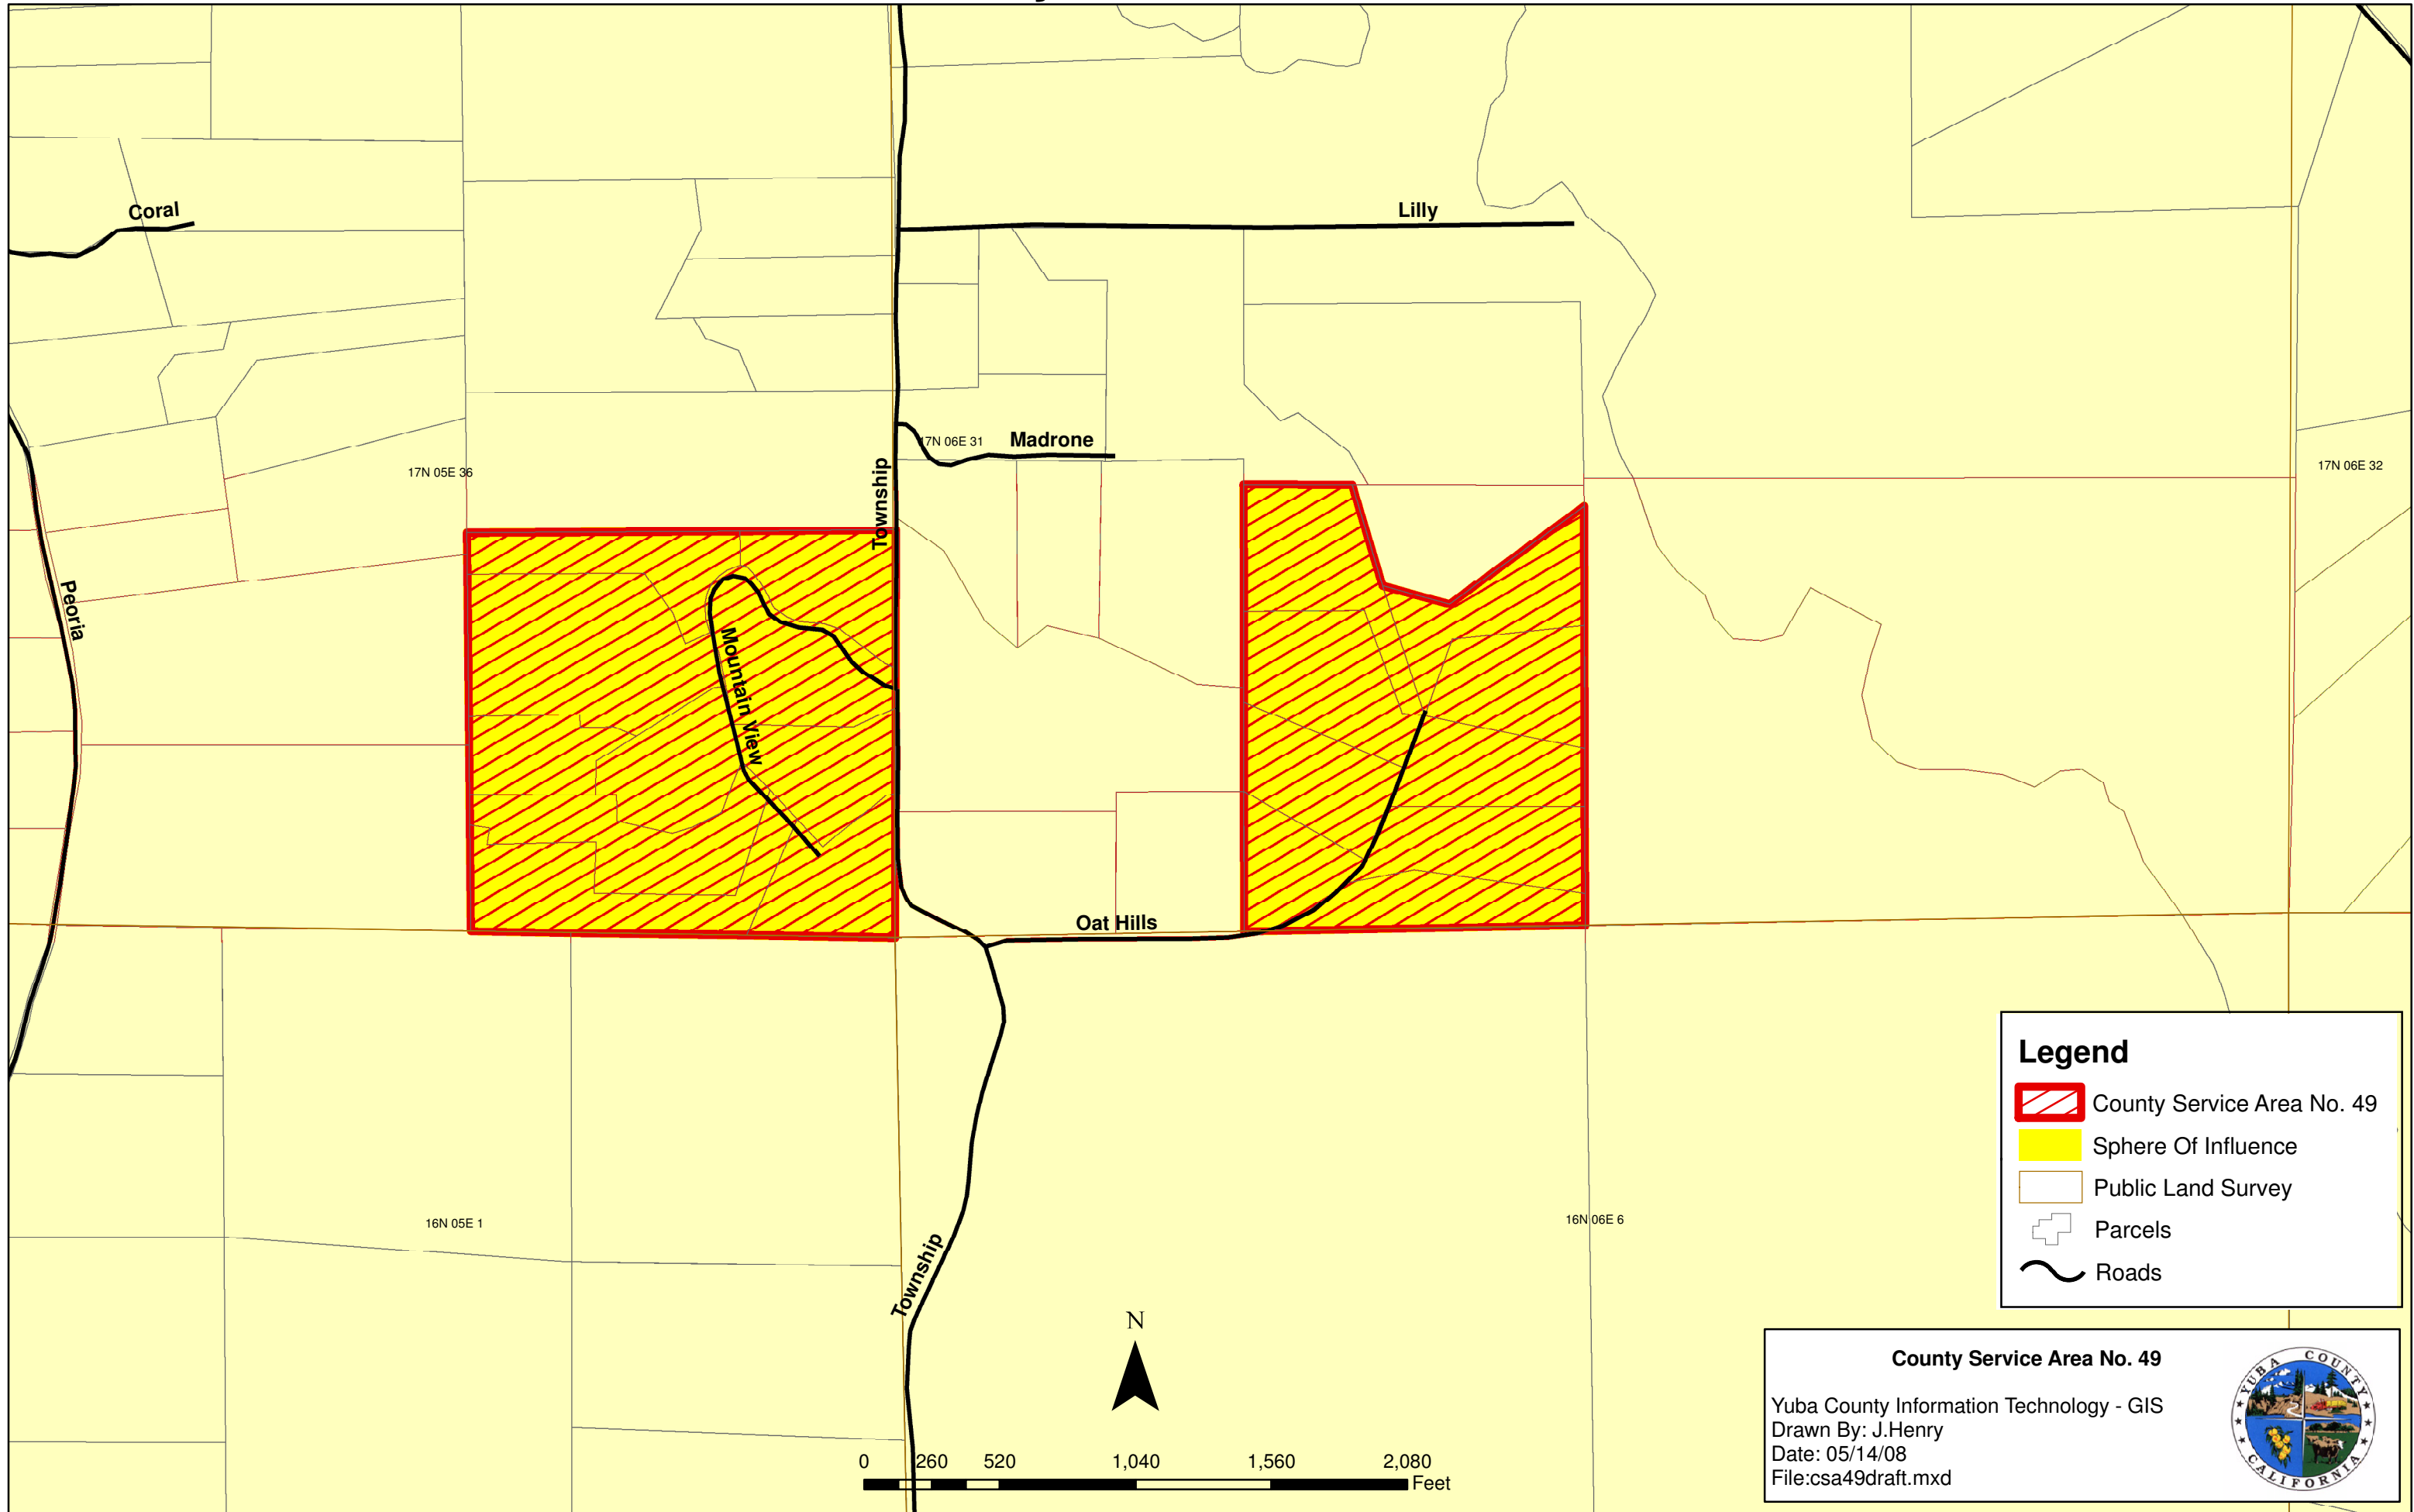 Coral
Lilly
17N 06E 31
Madrone
17N 05E 36
17N 06E 32
Township
Peoria
Mountain View
Oat Hills
16N 05E 1
16N 06E 6
Township
Legend
County Service Area No. 49
Sphere Of Influence
Public Land Survey
Parcels
Roads
N
0 260 520 1,040 1,560 2,080
Feet
County Service Area No. 49
Yuba County Information Technology - GIS
Drawn By: J.Henry
Date: 05/14/08
File:csa49draft.mxd
YUBA COUNTY
CALIFORNIA